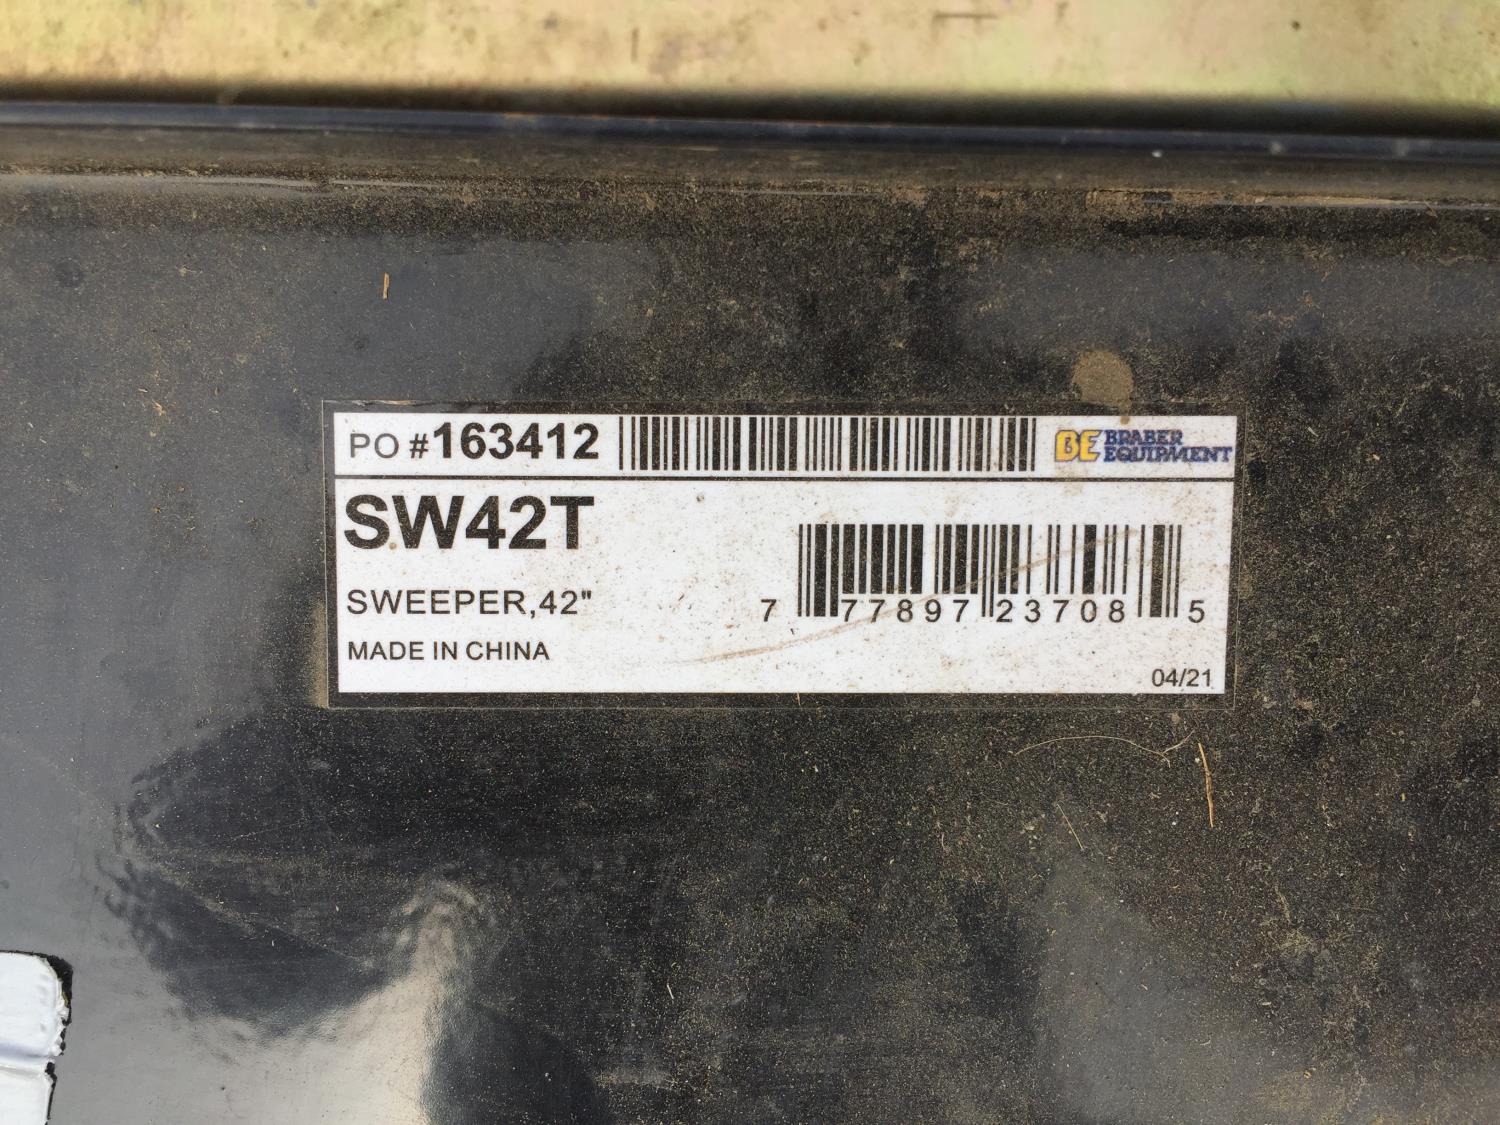 PO #163412 BE BRABER EQUIPMENT
SW42T
SWEEPER,42"
MADE IN CHINA
7 77897 23708 5
04/21